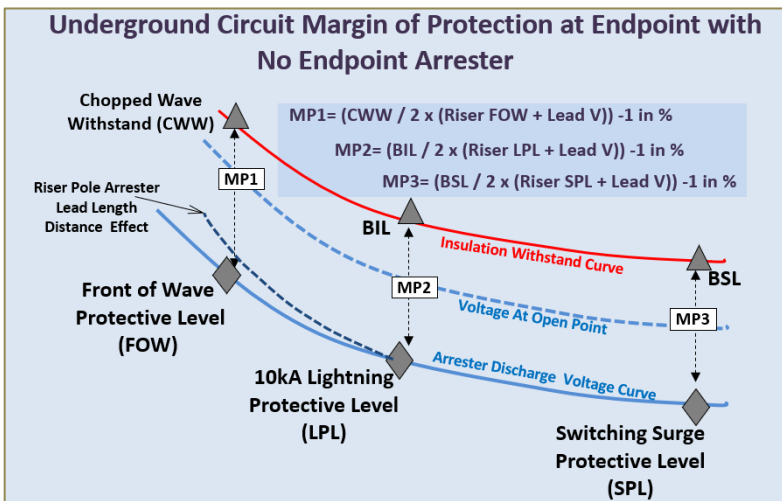 Underground Circuit Margin of Protection at Endpoint with
No Endpoint Arrester
Chopped Wave
Withstand (CWW)
MP1= (CWW / 2 x (Riser FOW + Lead V)) -1 in %
MP2= (BIL / 2 x (Riser LPL + Lead V)) -1 in %
MP3= (BSL / 2 x (Riser SPL + Lead V)) -1 in %
MP1
Riser Pole Arrester
Lead Length
Distance Effect
BIL
Insulation Withstand Curve
BSL
Front of Wave
Protective Level
(FOW)
MP2
Voltage At Open Point
MP3
10kA Lightning
Protective Level
(LPL)
Arrester Discharge Voltage Curve
Switching Surge
Protective Level
(SPL)